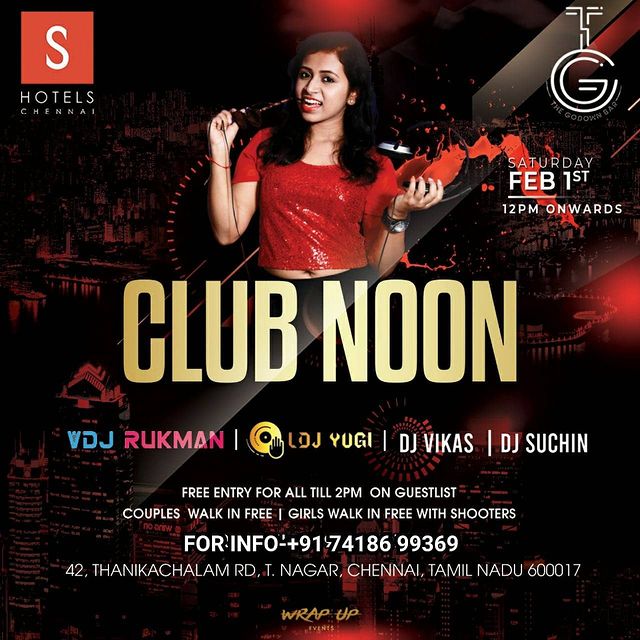 S
HOTELS
CHENNAI
TG
THE GODOWN BAR
SATURDAY
FEB 1ST
12PM ONWARDS
CLUB NOON
VDJ RUKMAN | LDJ YUGI | DJ VIKAS | DJ SUCHIN
FREE ENTRY FOR ALL TILL 2PM ON GUESTLIST
COUPLES WALK IN FREE | GIRLS WALK IN FREE WITH SHOOTERS
FOR INFO-+91 74186 99369
42, THANIKACHALAM RD, T. NAGAR, CHENNAI, TAMIL NADU 600017
WRAP UP
EVENTS